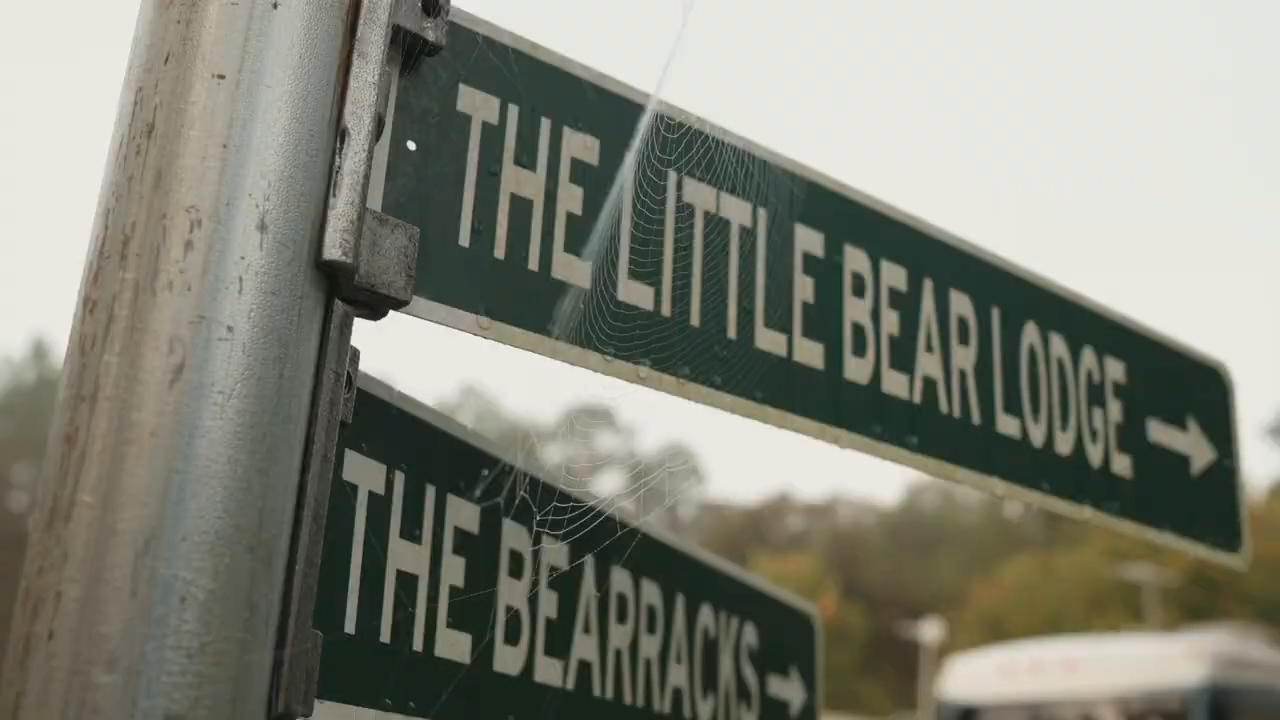 THE LITTLE BEAR LODGE →
THE BEARRACKS →